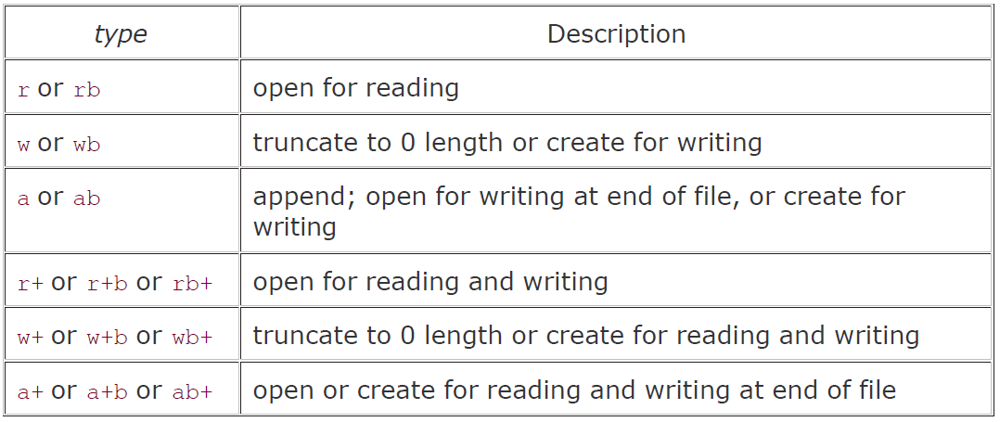 type Description
r or rb open for reading
w or wb truncate to 0 length or create for writing
a or ab append; open for writing at end of file, or create for
writing
r+ or r+b or rb+ open for reading and writing
w+ or w+b or wb+ truncate to 0 length or create for reading and writing
a+ or a+b or ab+ open or create for reading and writing at end of file